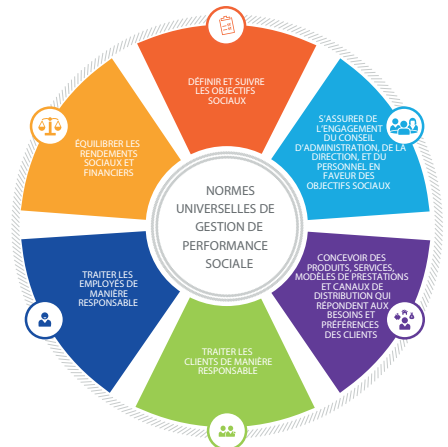 DÉFINIR ET SUIVRE
LES OBJECTIFS
SOCIAUX
S'ASSURER DE
L'ENGAGEMENT
DU CONSEIL
D'ADMINISTRATION, DE LA
DIRECTION, ET DU
PERSONNEL EN
FAVEUR DES
OBJECTIFS SOCIAUX
CONCEVOIR DES
PRODUITS, SERVICES,
MODÈLES DE PRESTATIONS
ET CANAUX DE
DISTRIBUTION QUI
RÉPONDENT AUX
BESOINS ET
PRÉFÉRENCES
DES CLIENTS
TRAITER LES
CLIENTS DE MANIÈRE
RESPONSABLE
TRAITER LES
EMPLOYÉS DE
MANIÈRE
RESPONSABLE
ÉQUILIBRER LES
RENDEMENTS
SOCIAUX ET
FINANCIERS
NORMES
UNIVERSELLES DE
GESTION DE
PERFORMANCE
SOCIALE